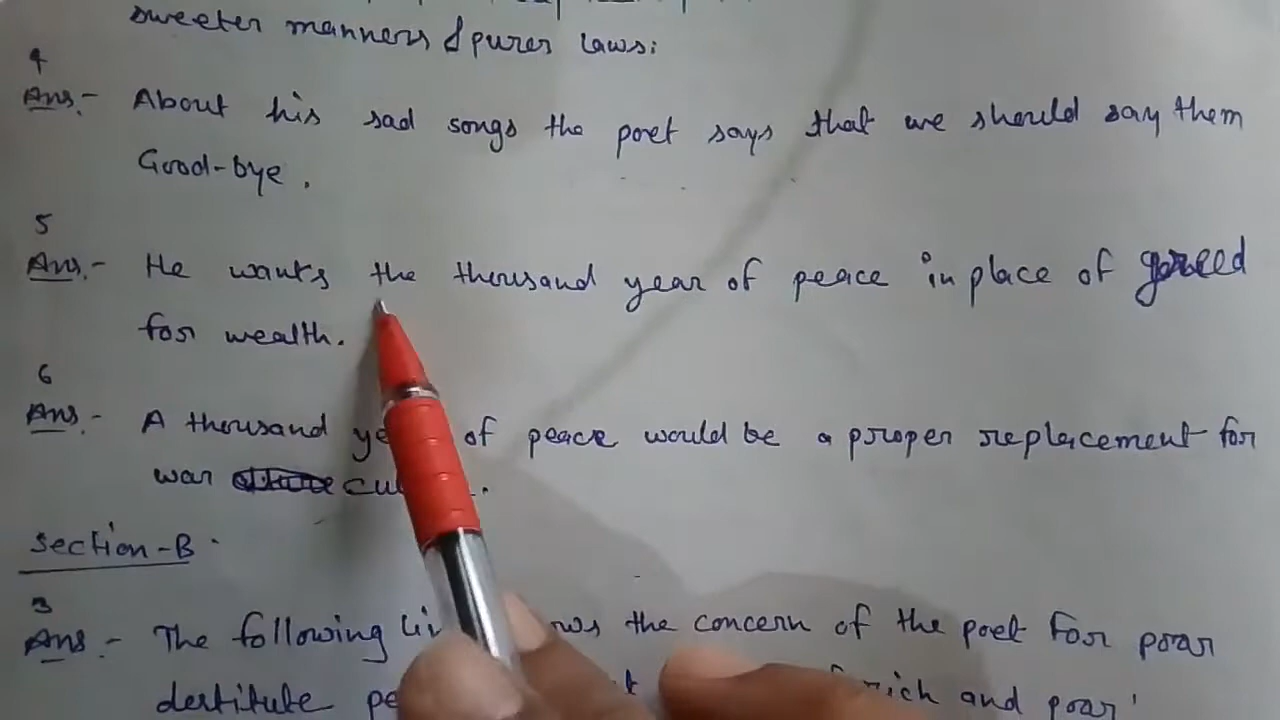 sweeter manners & purer laws:
4
Ans:- About his sad songs the poet says that we should say them
Good-bye.
5
Ans:- He wants the thousand year of peace in place of greed
for wealth.
6
Ans:- A thousand of peace would be a proper replacement for
war
Section-B.
3
Ans:- The following the concern of the poet for poar
destitute rich and poar'